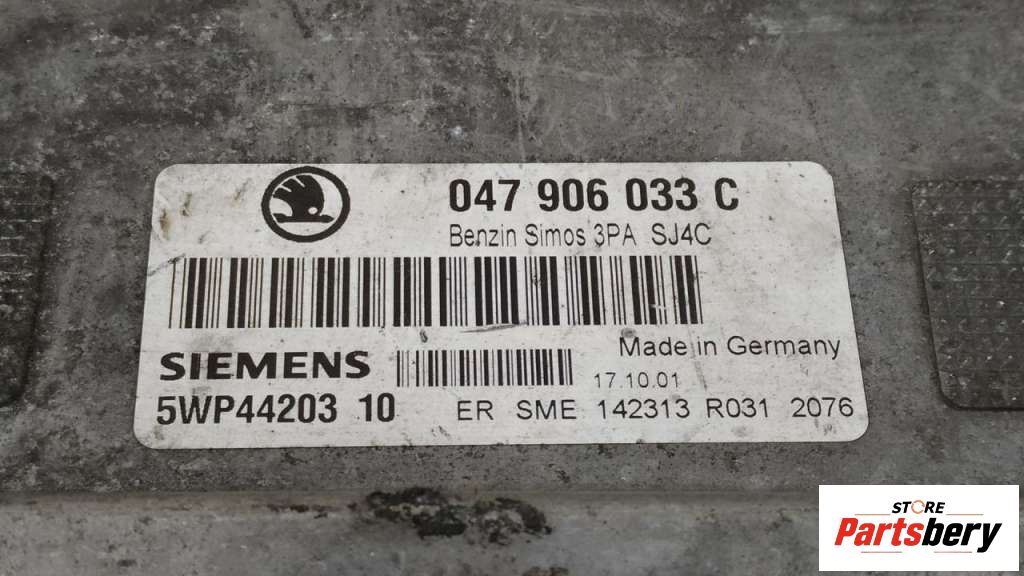 047 906 033 C
Benzin Simos 3PA SJ4C
Made in Germany
SIEMENS
17.10.01
5WP44203 10 ER SME 142313 R031 2076
STORE
Partsbery